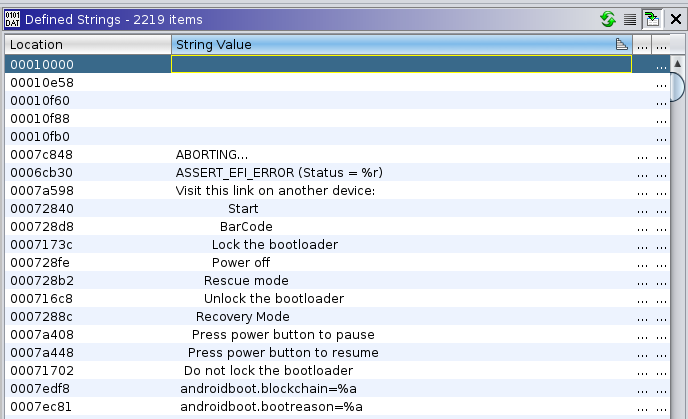 0101
DAT
Defined Strings - 2219 items
Location String Value ... ...
00010000 ...
00010e58 ...
00010f60 ...
00010f88 ...
00010fb0 ...
0007c848 ABORTING... ... ...
0006cb30 ASSERT_EFI_ERROR (Status = %r) ... ...
0007a598 Visit this link on another device: ... ...
00072840 Start ... ...
000728d8 BarCode ... ...
0007173c Lock the bootloader ... ...
000728fe Power off ... ...
000728b2 Rescue mode ... ...
000716c8 Unlock the bootloader ... ...
0007288c Recovery Mode ... ...
0007a408 Press power button to pause ... ...
0007a448 Press power button to resume ... ...
00071702 Do not lock the bootloader ... ...
0007edf8 androidboot.blockchain=%a ... ...
0007ec81 androidboot.bootreason=%a ... ...